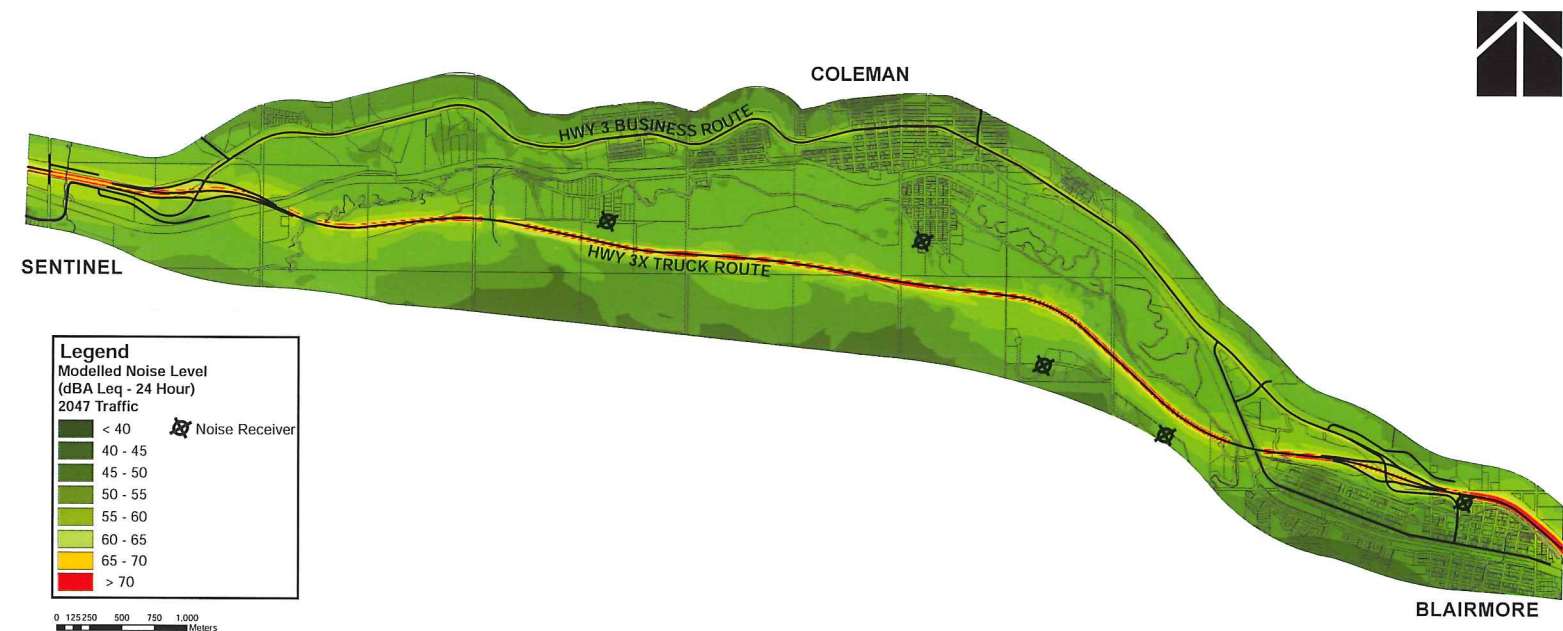 COLEMAN
HWY 3 BUSINESS ROUTE
HWY 3X TRUCK ROUTE
SENTINEL
Legend
Modelled Noise Level
(dBA Leq - 24 Hour)
2047 Traffic
< 40
Noise Receiver
40 - 45
45 - 50
50 - 55
55 - 60
60 - 65
65 - 70
> 70
BLAIRMORE
0 125 250 500 750 1,000
Meters